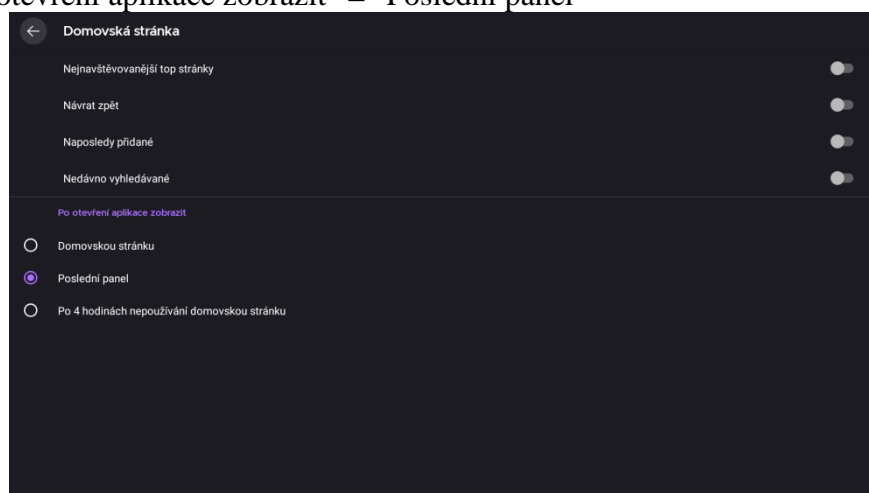 otevření aplikace zobrazit" = "Poslední panel"
Domovská stránka
Nejnavštěvovanější top stránky
Návrat zpět
Naposledy přidané
Nedávno vyhledávané
Po otevření aplikace zobrazit
Domovskou stránku
Poslední panel
Po 4 hodinách nepoužívání domovskou stránku